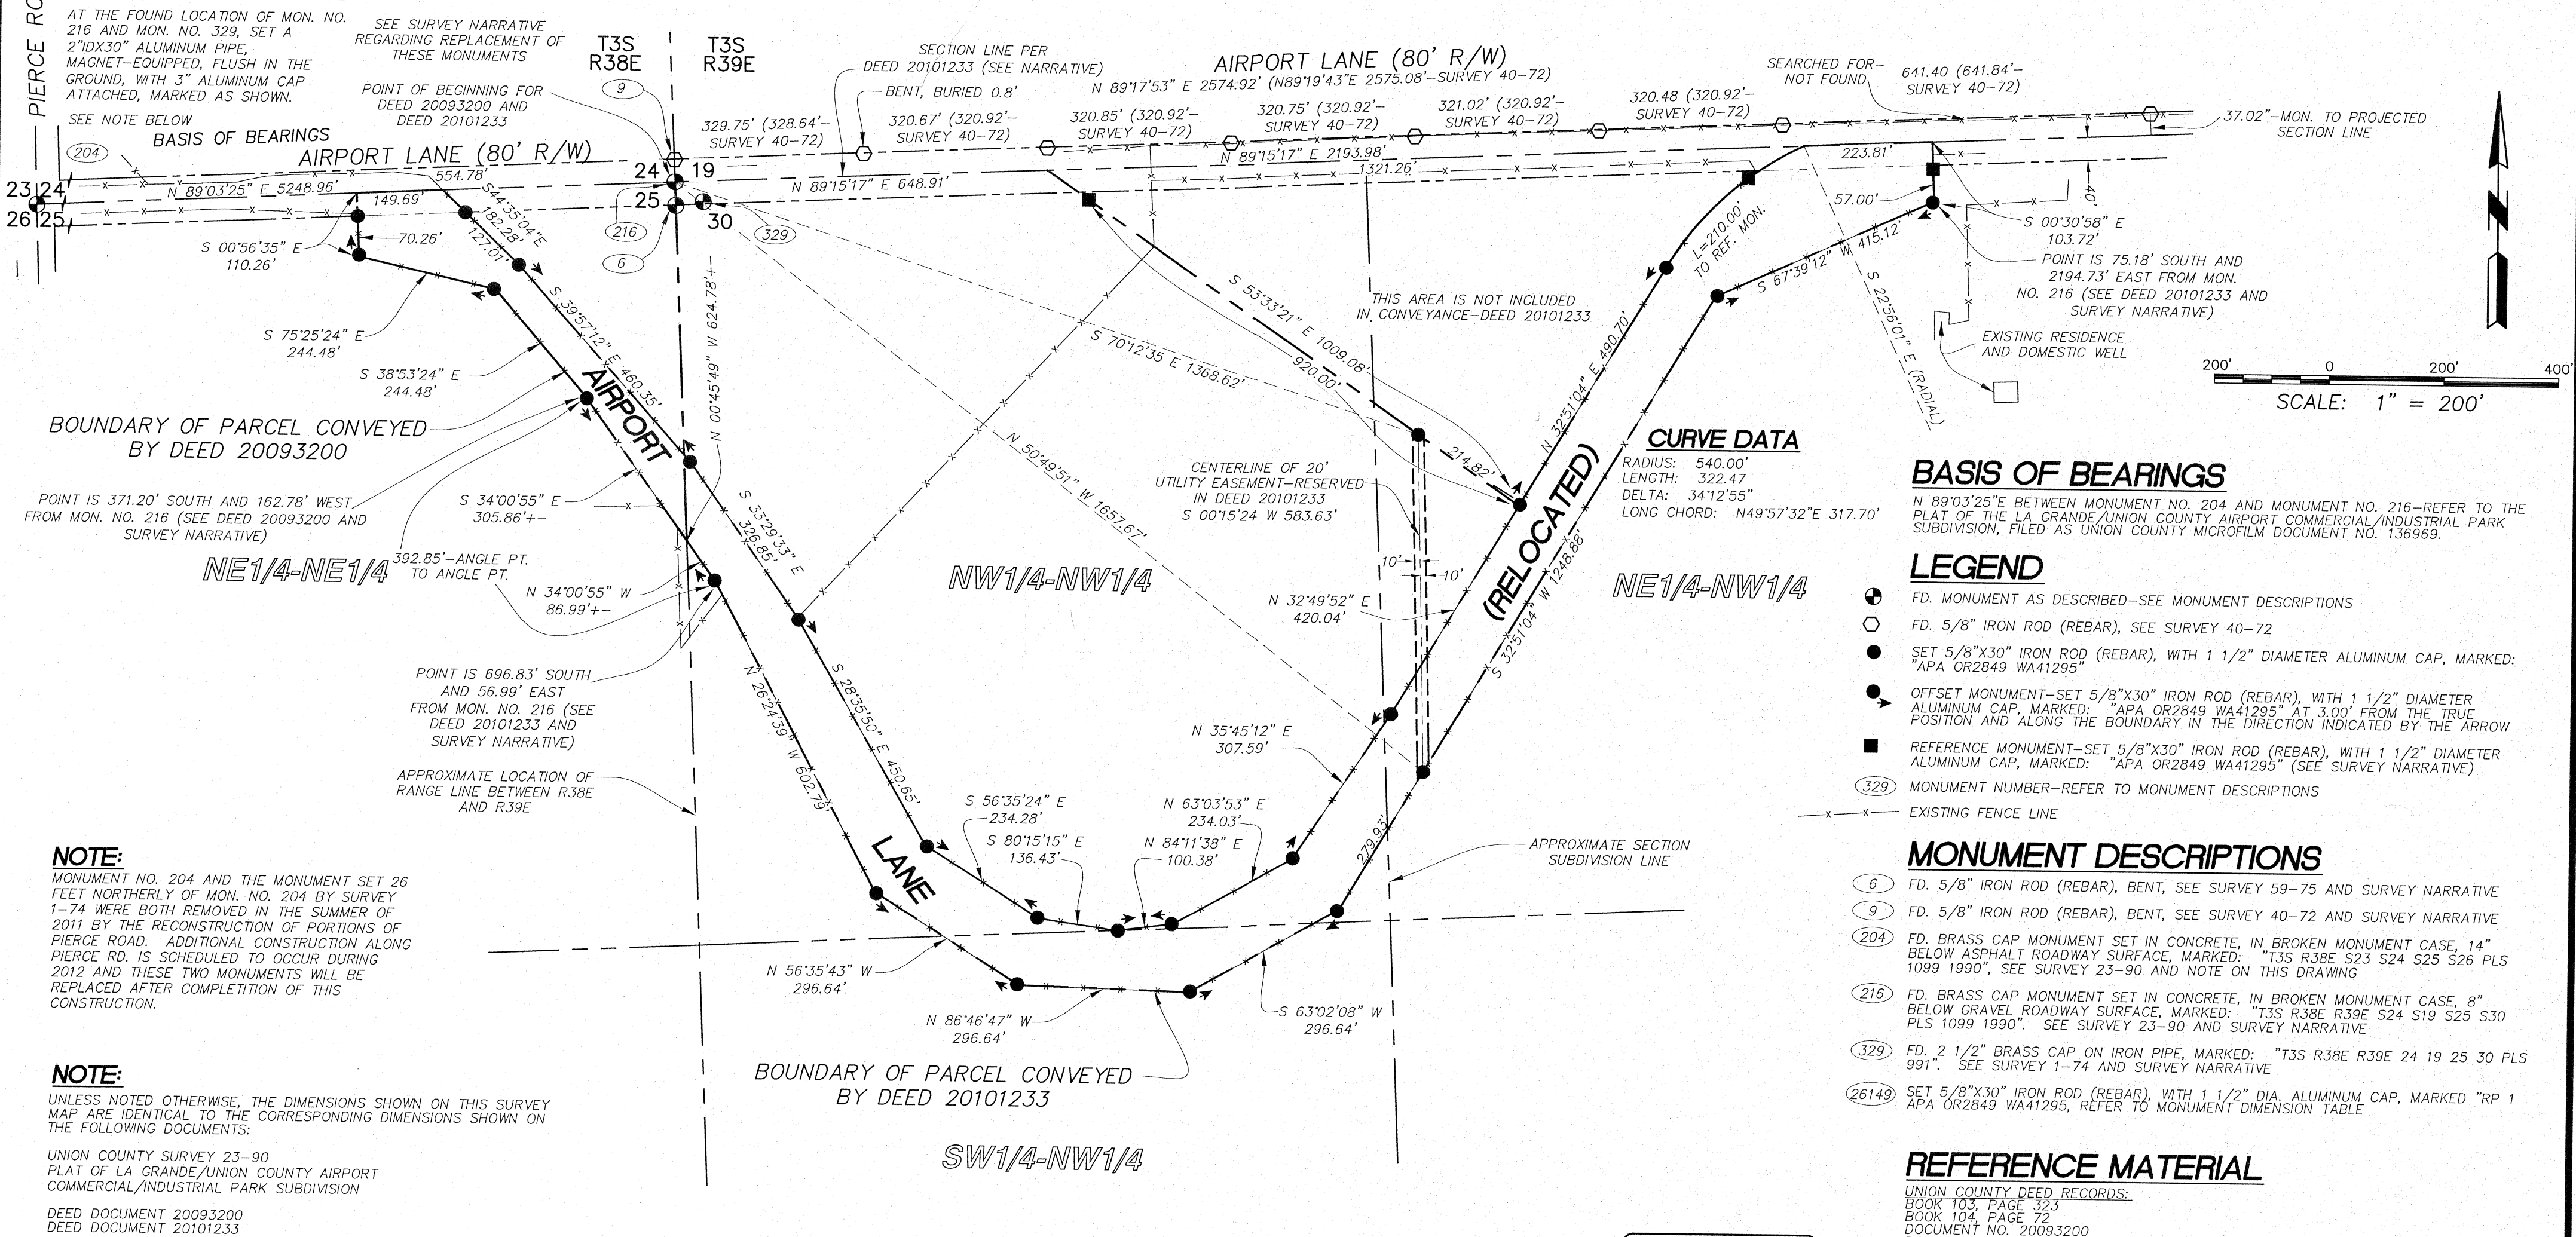 PIERCE RO
AT THE FOUND LOCATION OF MON. NO.
216 AND MON. NO. 329, SET A
2"IDX30" ALUMINUM PIPE,
MAGNET-EQUIPPED, FLUSH IN THE
GROUND, WITH 3" ALUMINUM CAP
ATTACHED, MARKED AS SHOWN.
SEE NOTE BELOW
SEE SURVEY NARRATIVE
REGARDING REPLACEMENT OF
THESE MONUMENTS
POINT OF BEGINNING FOR
DEED 20093200 AND
DEED 20101233
T3S
R38E
T3S
R39E
9
SECTION LINE PER
DEED 20101233 (SEE NARRATIVE)
BENT, BURIED 0.8'
AIRPORT LANE (80' R/W)
N 89°17'53" E 2574.92' (N89°19'43"E 2575.08'-SURVEY 40-72)
329.75' (328.64'-
SURVEY 40-72)
320.67' (320.92'-
SURVEY 40-72)
320.85' (320.92'-
SURVEY 40-72)
320.75' (320.92'-
SURVEY 40-72)
321.02' (320.92'-
SURVEY 40-72)
320.48 (320.92'-
SURVEY 40-72)
SEARCHED FOR-
NOT FOUND
641.40 (641.84'-
SURVEY 40-72)
37.02"-MON. TO PROJECTED
SECTION LINE
BASIS OF BEARINGS
204
AIRPORT LANE (80' R/W)
554.78'
N 89°03'25" E 5248.96'
149.69'
23 24
26 25
24 19
25 30
N 89°15'17" E 648.91'
N 89°15'17" E 2193.98'
1321.26'
223.81'
40'
57.00'
S 00°30'58" E
103.72'
S 00°56'35" E
110.26'
70.26'
S44°35'04"E
182.28'
127.01'
216
6
329
L=210.00'
TO REF. MON.
S 67°39'12" W 415.12'
S 22°56'01" E (RADIAL)
POINT IS 75.18' SOUTH AND
2194.73' EAST FROM MON.
NO. 216 (SEE DEED 20101233 AND
SURVEY NARRATIVE)
EXISTING RESIDENCE
AND DOMESTIC WELL
N
200' 0 200' 400'
SCALE: 1" = 200'
S 75°25'24" E
244.48'
S 38°53'24" E
244.48'
S 39°57'12" E 460.35'
N 00°45'49" W 624.78'+-
THIS AREA IS NOT INCLUDED
IN CONVEYANCE-DEED 20101233
S 53°33'21" E 1009.08'
920.00'
214.82'
S 70°12'35 E 1368.62'
N 50°49'51" W 1657.67'
N 32°51'04" E 490.70'
BOUNDARY OF PARCEL CONVEYED
BY DEED 20093200
AIRPORT
POINT IS 371.20' SOUTH AND 162.78' WEST
FROM MON. NO. 216 (SEE DEED 20093200 AND
SURVEY NARRATIVE)
S 34°00'55" E
305.86'+-
NE1/4-NE1/4
392.85'-ANGLE PT.
TO ANGLE PT.
N 34°00'55" W
86.99'+-
S 33°29'33" E
326.85'
NW1/4-NW1/4
CENTERLINE OF 20'
UTILITY EASEMENT-RESERVED
IN DEED 20101233
S 00°15'24 W 583.63'
10'
10'
(RELOCATED)
N 32°49'52" E
420.04'
S 32°51'04" W 1248.88'
NE1/4-NW1/4
CURVE DATA
RADIUS: 540.00'
LENGTH: 322.47
DELTA: 34°12'55"
LONG CHORD: N49°57'32"E 317.70'
POINT IS 696.83' SOUTH
AND 56.99' EAST
FROM MON. NO. 216 (SEE
DEED 20101233 AND
SURVEY NARRATIVE)
APPROXIMATE LOCATION OF
RANGE LINE BETWEEN R38E
AND R39E
N 26°24'39" W 602.79
S 28°35'50" E 450.65'
LANE
S 56°35'24" E
234.28'
S 80°15'15" E
136.43'
N 63°03'53" E
234.03'
N 84°11'38" E
100.38'
N 35°45'12" E
307.59'
279.93'
APPROXIMATE SECTION
SUBDIVISION LINE
N 56°35'43" W
296.64'
N 86°46'47" W
296.64'
S 63°02'08" W
296.64'
BOUNDARY OF PARCEL CONVEYED
BY DEED 20101233
SW1/4-NW1/4
NOTE:
MONUMENT NO. 204 AND THE MONUMENT SET 26
FEET NORTHERLY OF MON. NO. 204 BY SURVEY
1-74 WERE BOTH REMOVED IN THE SUMMER OF
2011 BY THE RECONSTRUCTION OF PORTIONS OF
PIERCE ROAD. ADDITIONAL CONSTRUCTION ALONG
PIERCE RD. IS SCHEDULED TO OCCUR DURING
2012 AND THESE TWO MONUMENTS WILL BE
REPLACED AFTER COMPLETITION OF THIS
CONSTRUCTION.
NOTE:
UNLESS NOTED OTHERWISE, THE DIMENSIONS SHOWN ON THIS SURVEY
MAP ARE IDENTICAL TO THE CORRESPONDING DIMENSIONS SHOWN ON
THE FOLLOWING DOCUMENTS:
UNION COUNTY SURVEY 23-90
PLAT OF LA GRANDE/UNION COUNTY AIRPORT
COMMERCIAL/INDUSTRIAL PARK SUBDIVISION
DEED DOCUMENT 20093200
DEED DOCUMENT 20101233
BASIS OF BEARINGS
N 89°03'25"E BETWEEN MONUMENT NO. 204 AND MONUMENT NO. 216-REFER TO THE
PLAT OF THE LA GRANDE/UNION COUNTY AIRPORT COMMERCIAL/INDUSTRIAL PARK
SUBDIVISION, FILED AS UNION COUNTY MICROFILM DOCUMENT NO. 136969.
LEGEND
FD. MONUMENT AS DESCRIBED-SEE MONUMENT DESCRIPTIONS
FD. 5/8" IRON ROD (REBAR), SEE SURVEY 40-72
SET 5/8"X30" IRON ROD (REBAR), WITH 1 1/2" DIAMETER ALUMINUM CAP, MARKED:
"APA OR2849 WA41295"
OFFSET MONUMENT-SET 5/8"X30" IRON ROD (REBAR), WITH 1 1/2" DIAMETER
ALUMINUM CAP, MARKED: "APA OR2849 WA41295" AT 3.00' FROM THE TRUE
POSITION AND ALONG THE BOUNDARY IN THE DIRECTION INDICATED BY THE ARROW
REFERENCE MONUMENT-SET 5/8"X30" IRON ROD (REBAR), WITH 1 1/2" DIAMETER
ALUMINUM CAP, MARKED: "APA OR2849 WA41295" (SEE SURVEY NARRATIVE)
329 MONUMENT NUMBER-REFER TO MONUMENT DESCRIPTIONS
EXISTING FENCE LINE
MONUMENT DESCRIPTIONS
6 FD. 5/8" IRON ROD (REBAR), BENT, SEE SURVEY 59-75 AND SURVEY NARRATIVE
9 FD. 5/8" IRON ROD (REBAR), BENT, SEE SURVEY 40-72 AND SURVEY NARRATIVE
204 FD. BRASS CAP MONUMENT SET IN CONCRETE, IN BROKEN MONUMENT CASE, 14"
BELOW ASPHALT ROADWAY SURFACE, MARKED: "T3S R38E S23 S24 S25 S26 PLS
1099 1990", SEE SURVEY 23-90 AND NOTE ON THIS DRAWING
216 FD. BRASS CAP MONUMENT SET IN CONCRETE, IN BROKEN MONUMENT CASE, 8"
BELOW GRAVEL ROADWAY SURFACE, MARKED: "T3S R38E R39E S24 S19 S25 S30
PLS 1099 1990". SEE SURVEY 23-90 AND SURVEY NARRATIVE
329 FD. 2 1/2" BRASS CAP ON IRON PIPE, MARKED: "T3S R38E R39E 24 19 25 30 PLS
991". SEE SURVEY 1-74 AND SURVEY NARRATIVE
26149 SET 5/8"X30" IRON ROD (REBAR), WITH 1 1/2" DIA. ALUMINUM CAP, MARKED "RP 1
APA OR2849 WA41295, REFER TO MONUMENT DIMENSION TABLE
REFERENCE MATERIAL
UNION COUNTY DEED RECORDS:
BOOK 103, PAGE 323
BOOK 104, PAGE 72
DOCUMENT NO. 20093200